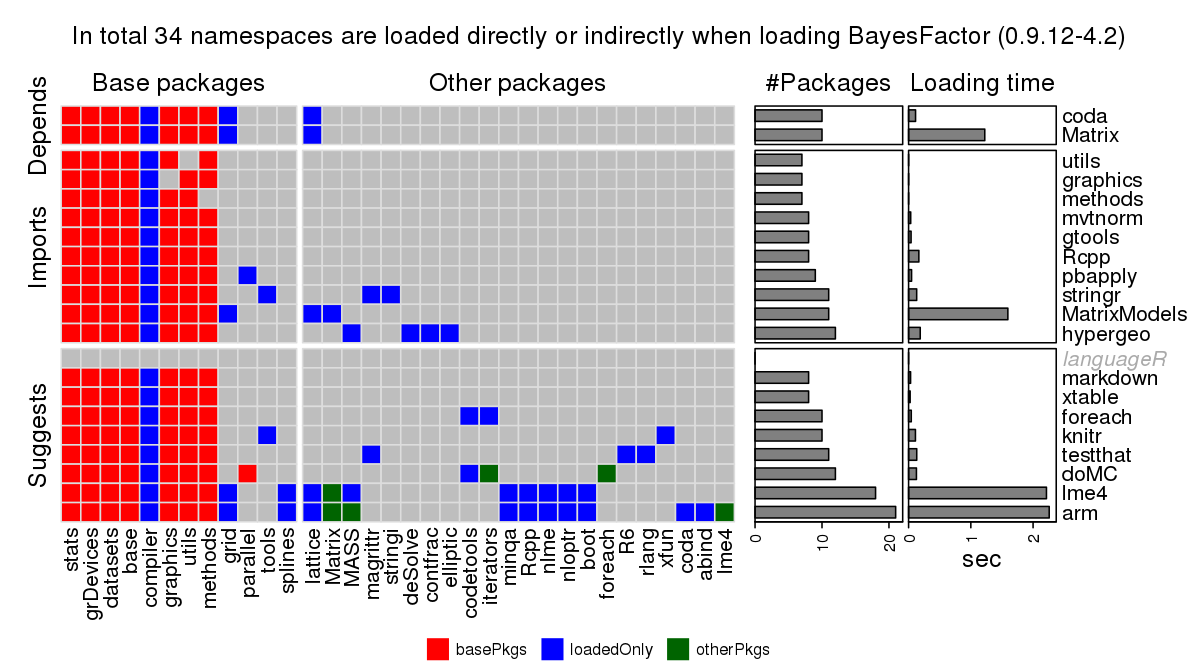 In total 34 namespaces are loaded directly or indirectly when loading BayesFactor (0.9.12-4.2)
Base packages
Other packages
#Packages
Loading time
Depends
Imports
Suggests
coda
Matrix
utils
graphics
methods
mvtnorm
gtools
Rcpp
pbapply
stringr
MatrixModels
hypergeo
languageR
markdown
xtable
foreach
knitr
testthat
doMC
lme4
arm
stats
grDevices
datasets
base
compiler
graphics
utils
methods
grid
parallel
tools
splines
lattice
Matrix
MASS
magrittr
stringi
deSolve
contfrac
elliptic
codetools
iterators
minqa
Rcpp
nlme
nloptr
boot
foreach
R6
rlang
xfun
coda
abind
lme4
0
10
20
0
1
2
sec
basePkgs
loadedOnly
otherPkgs